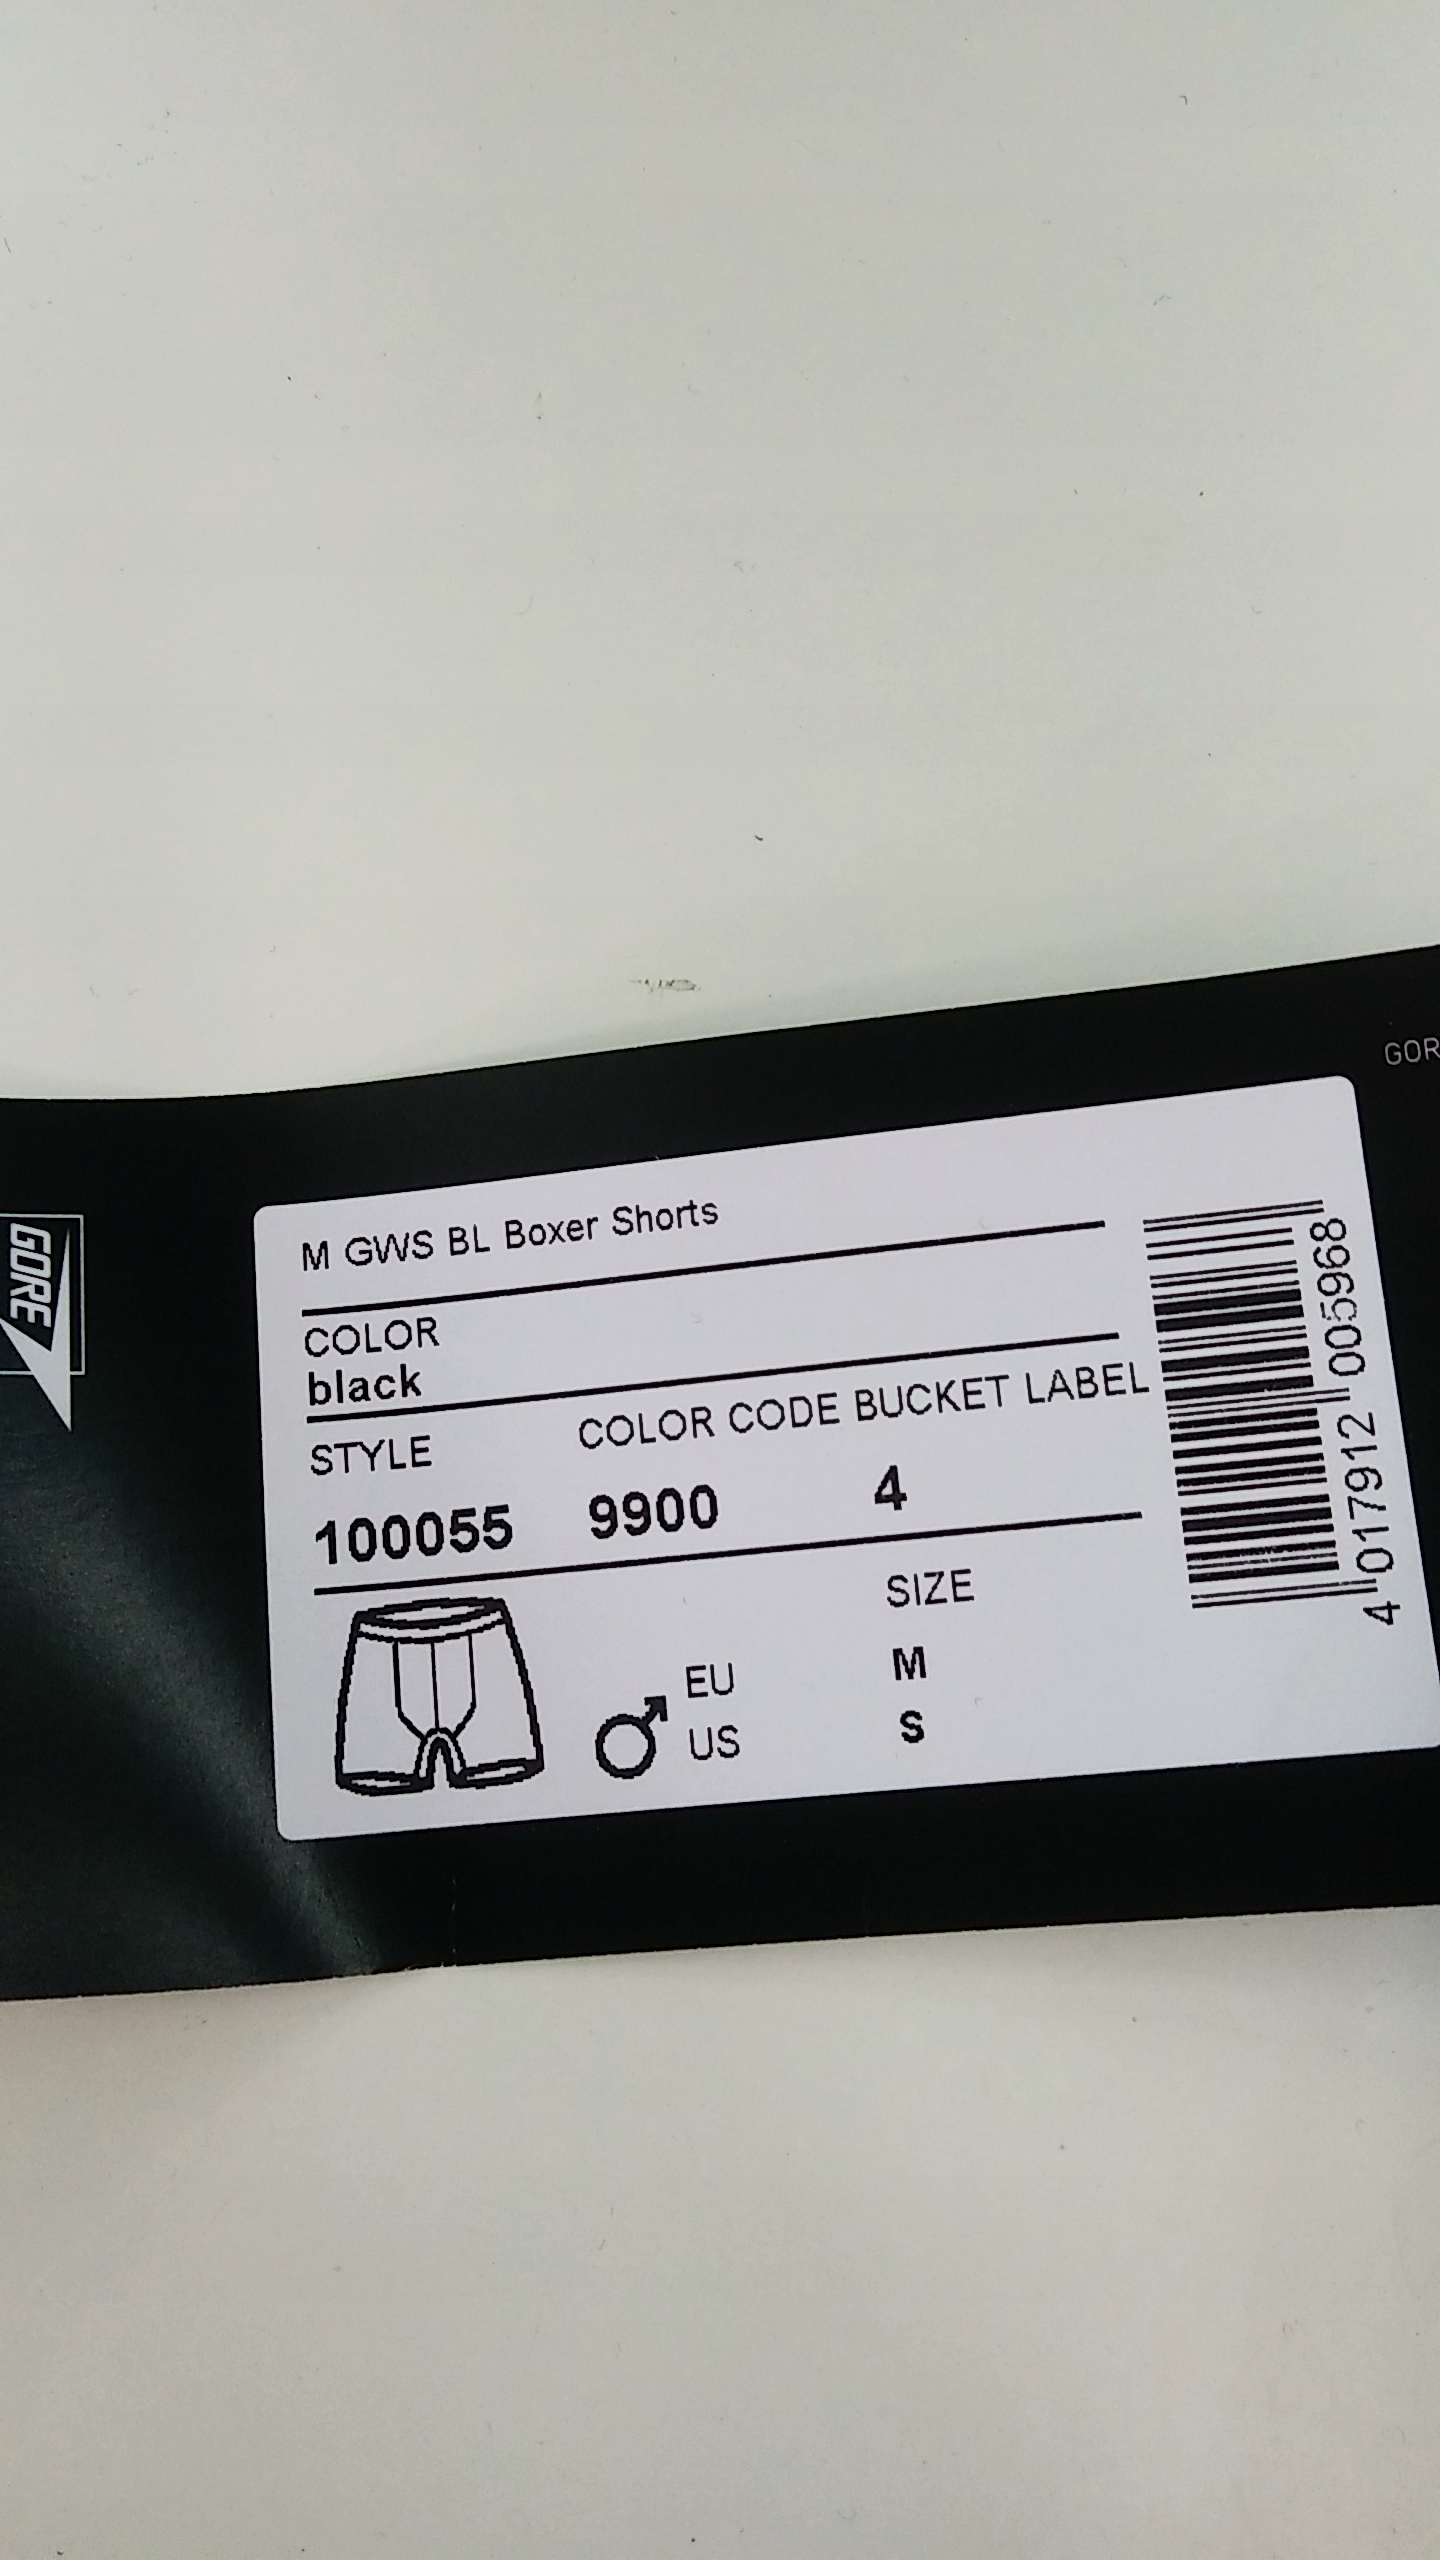 GOR
GORE
M GWS BL Boxer Shorts
COLOR
black
STYLE COLOR CODE BUCKET LABEL
100055 9900 4
SIZE
EU M
US S
4 017912 005968